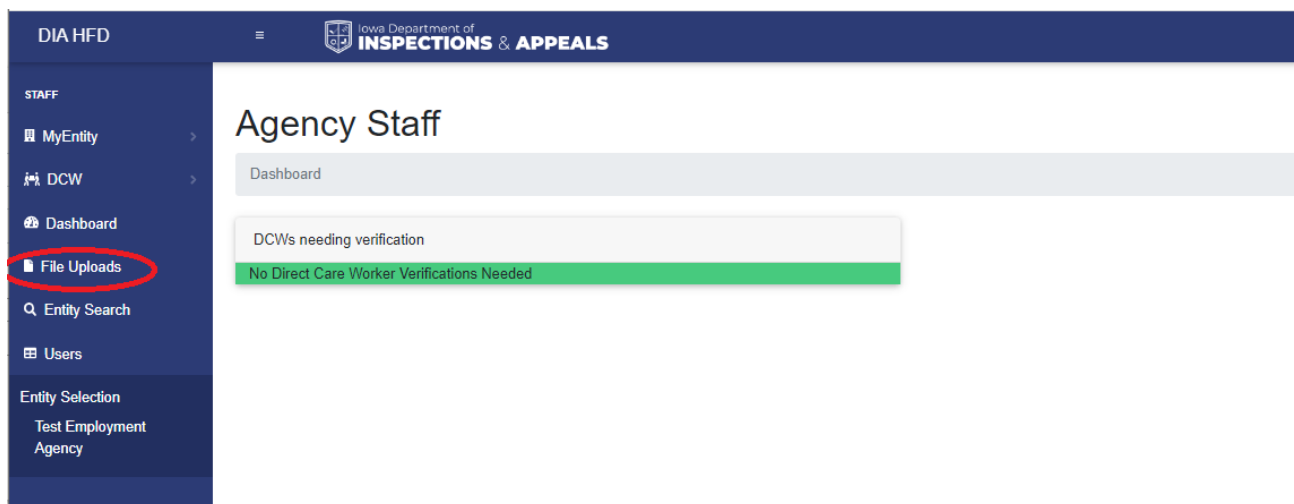 DIA HFD
Iowa Department of
INSPECTIONS & APPEALS
STAFF
MyEntity
DCW
Dashboard
File Uploads
Entity Search
Users
Entity Selection
Test Employment
Agency
Agency Staff
Dashboard
DCWs needing verification
No Direct Care Worker Verifications Needed